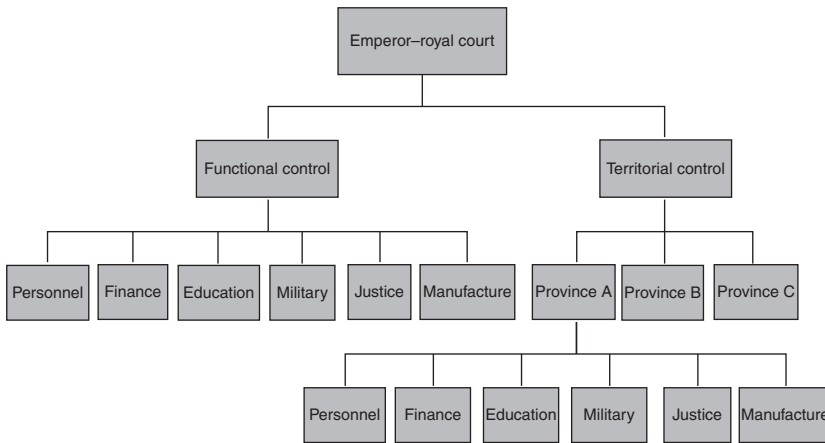 Emperor–royal court
Functional control
Territorial control
Personnel
Finance
Education
Military
Justice
Manufacture
Province A
Province B
Province C
Personnel
Finance
Education
Military
Justice
Manufacture